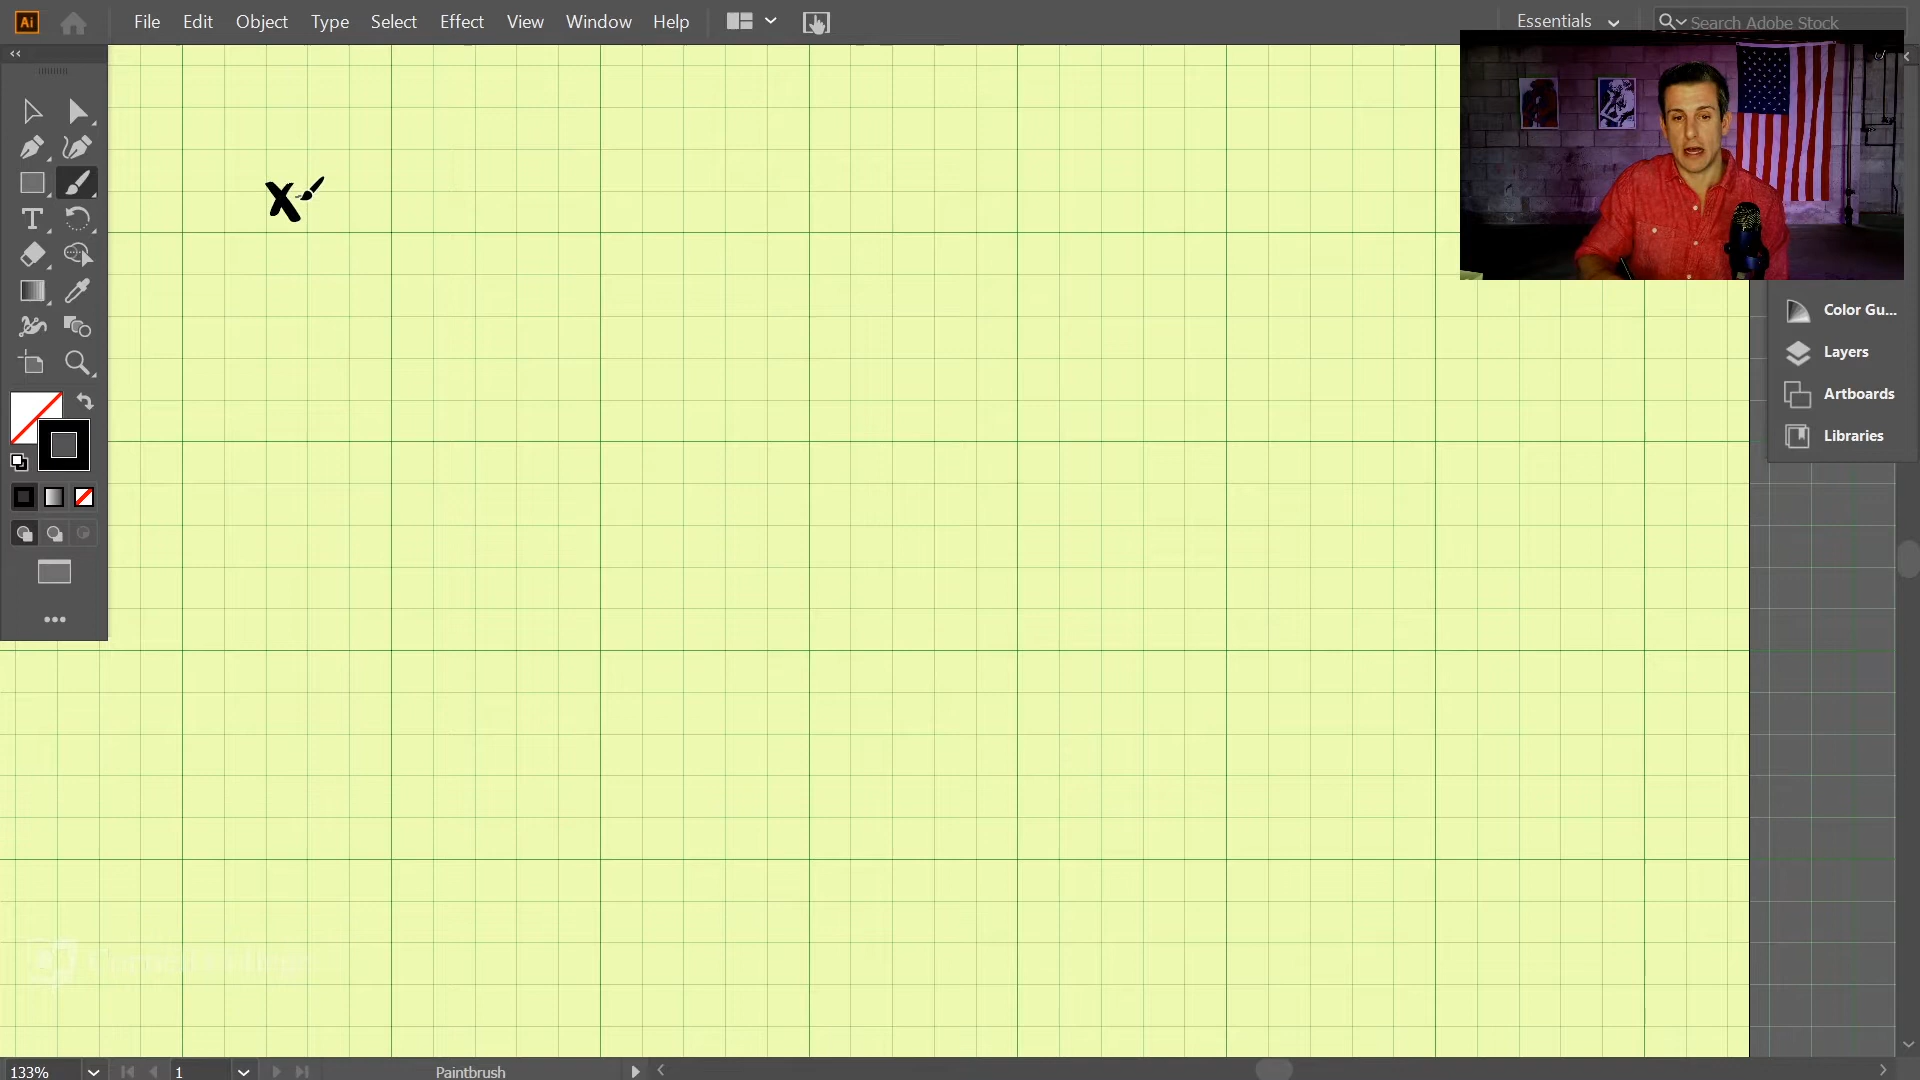 Ai File Edit Object Type Select Effect View Window Help Essentials Search Adobe Stock
X
Color Gu...
Layers
Artboards
Libraries
133% 1 Paintbrush